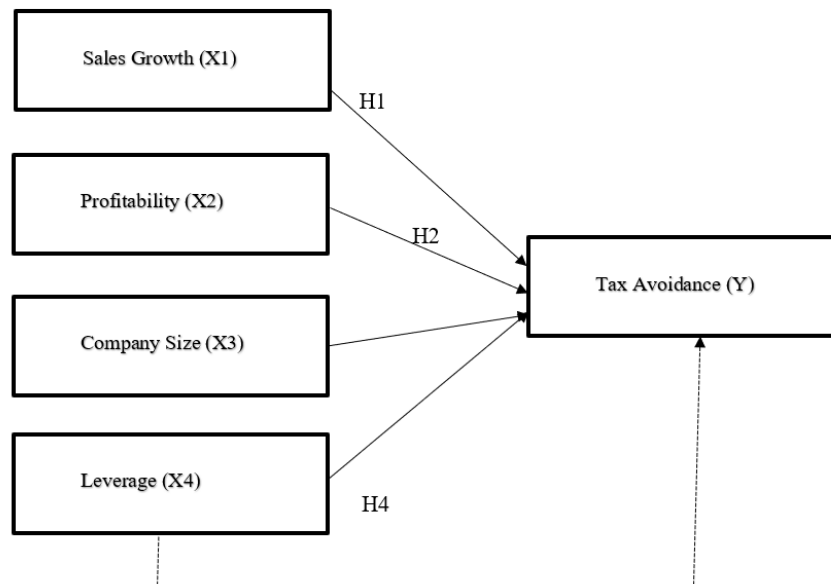 Sales Growth (X1)
H1
Profitability (X2)
H2
Tax Avoidance (Y)
Company Size (X3)
Leverage (X4)
H4